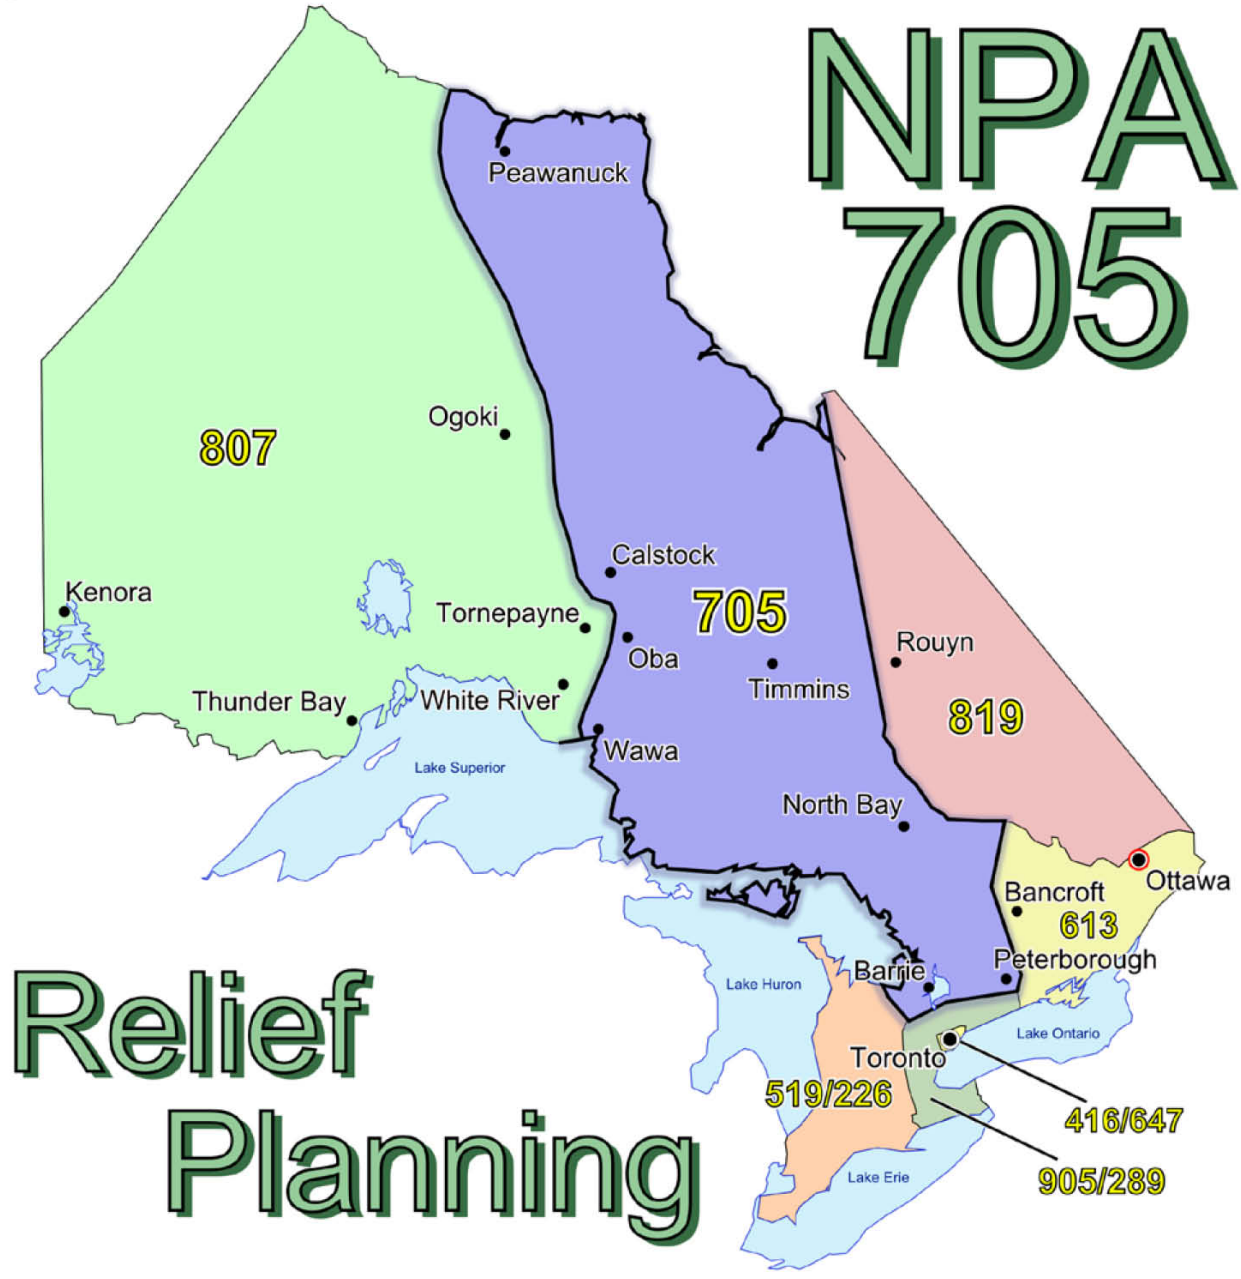 NPA
705
Peawanuck
Ogoki
807
Calstock
Kenora
705
Tornepayne
Rouyn
Oba
Timmins
Thunder Bay
White River
819
Wawa
Lake Superior
North Bay
Ottawa
Bancroft
613
Peterborough
Barrie
Lake Huron
Relief
Lake Ontario
Toronto
519/226
416/647
Planning
Lake Erie
905/289